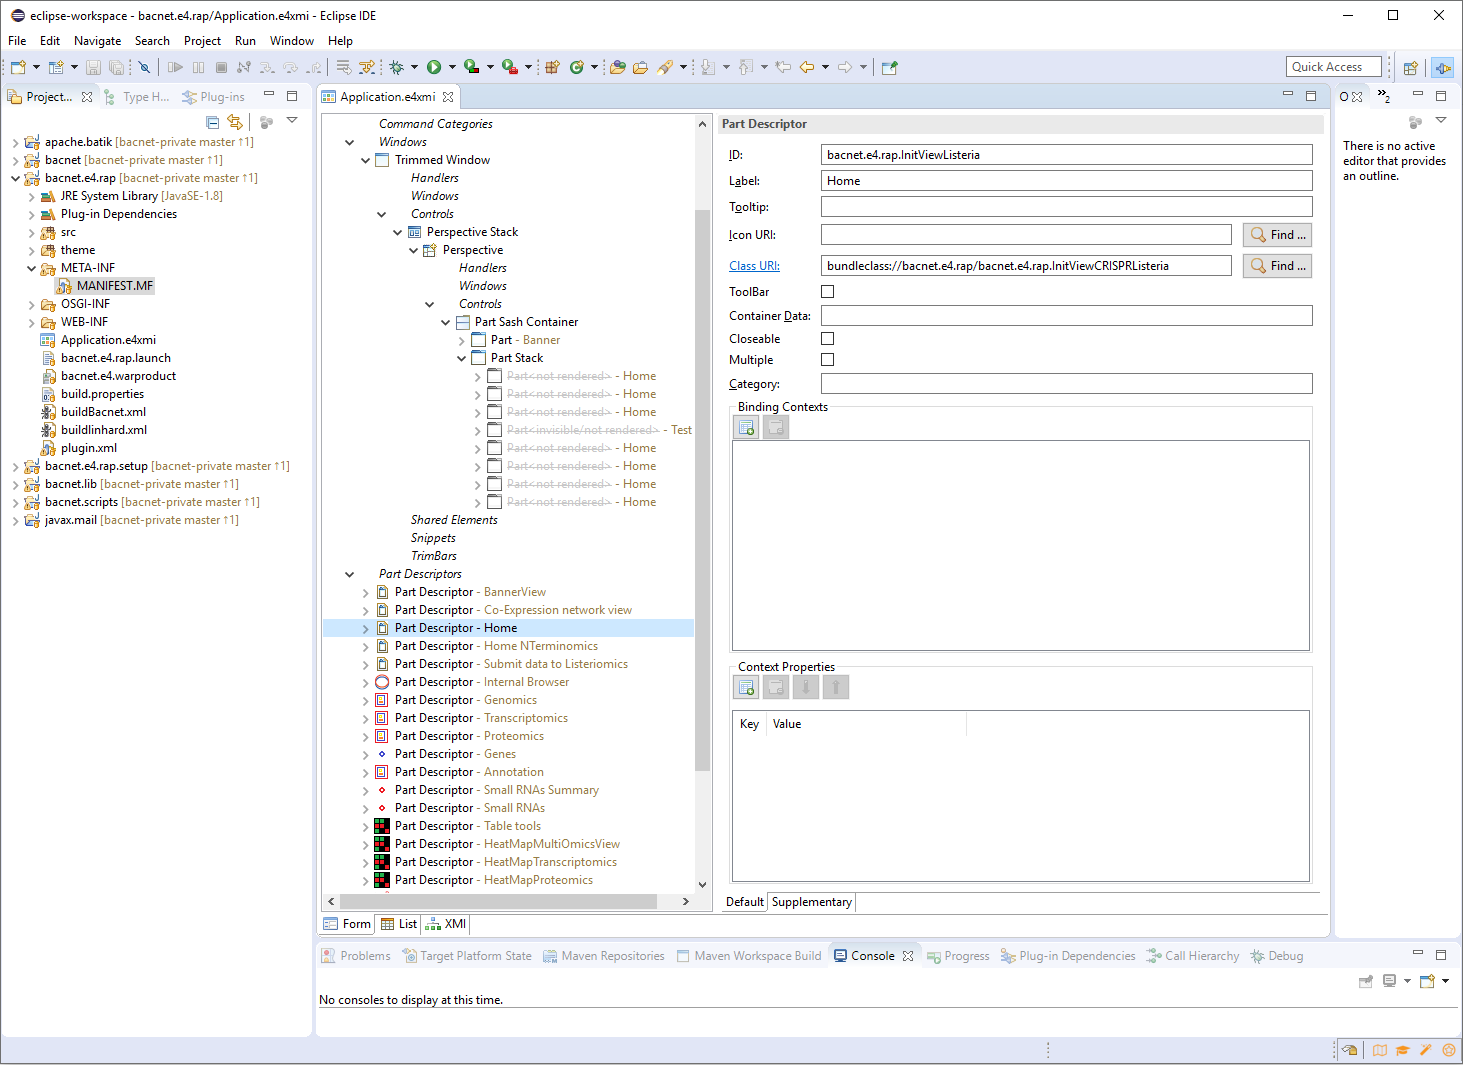 eclipse-workspace - bacnet.e4.rap/Application.e4xmi - Eclipse IDE
File Edit Navigate Search Project Run Window Help
Quick Access
Project... Type H... Plug-ins
apache.batik [bacnet-private master ↑1]
bacnet [bacnet-private master ↑1]
bacnet.e4.rap [bacnet-private master ↑1]
JRE System Library [JavaSE-1.8]
Plug-in Dependencies
src
theme
META-INF
MANIFEST.MF
OSGI-INF
WEB-INF
Application.e4xmi
bacnet.e4.rap.launch
bacnet.e4.warproduct
build.properties
buildBacnet.xml
buildlinhard.xml
plugin.xml
bacnet.e4.rap.setup [bacnet-private master ↑1]
bacnet.lib [bacnet-private master ↑1]
bacnet.scripts [bacnet-private master ↑1]
javax.mail [bacnet-private master ↑1]
Application.e4xmi
Command Categories
Windows
Trimmed Window
Handlers
Windows
Controls
Perspective Stack
Perspective
Handlers
Windows
Controls
Part Sash Container
Part - Banner
Part Stack
Part<not rendered> - Home
Part<not rendered> - Home
Part<not rendered> - Home
Part<invisible/not rendered> - Test
Part<not rendered> - Home
Part<not rendered> - Home
Part<not rendered> - Home
Part<not rendered> - Home
Shared Elements
Snippets
TrimBars
Part Descriptors
Part Descriptor - BannerView
Part Descriptor - Co-Expression network view
Part Descriptor - Home
Part Descriptor - Home NTerminomics
Part Descriptor - Submit data to Listeriomics
Part Descriptor - Internal Browser
Part Descriptor - Genomics
Part Descriptor - Transcriptomics
Part Descriptor - Proteomics
Part Descriptor - Genes
Part Descriptor - Annotation
Part Descriptor - Small RNAs Summary
Part Descriptor - Small RNAs
Part Descriptor - Table tools
Part Descriptor - HeatMapMultiOmicsView
Part Descriptor - HeatMapTranscriptomics
Part Descriptor - HeatMapProteomics
Form List XMI
Part Descriptor
ID: bacnet.e4.rap.InitViewListeria
Label: Home
Tooltip:
Icon URI: Find ...
Class URI: bundleclass://bacnet.e4.rap/bacnet.e4.rap.InitViewCRISPRListeria Find ...
ToolBar
Container Data:
Closeable
Multiple
Category:
Binding Contexts
Context Properties
Key Value
Default Supplementary
O »2
There is no active
editor that provides
an outline.
Problems Target Platform State Maven Repositories Maven Workspace Build Console Progress Plug-in Dependencies Call Hierarchy Debug
No consoles to display at this time.